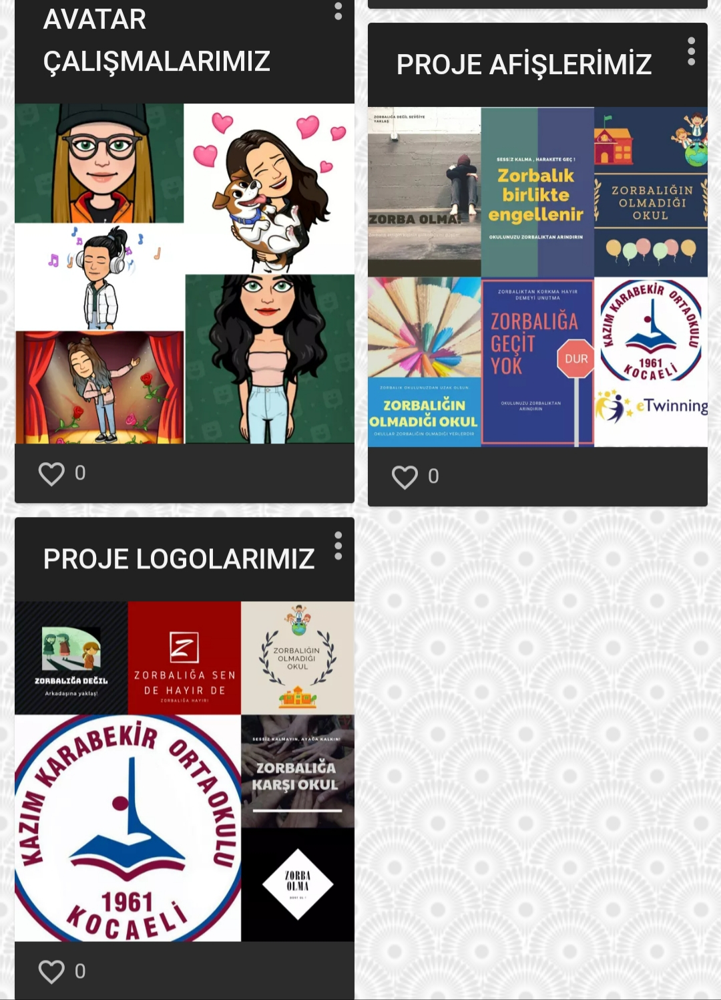 AVATAR
ÇALIŞMALARIMIZ
0
PROJE AFİŞLERİMİZ
ZORBALIĞA DEĞİL SEVGİYE
YAKLAŞ
ZORBA OLMA!
SESSİZ KALMA , HARAKETE GEÇ !
Zorbalık
birlikte
engellenir
OKULUNUZU ZORBALIKTAN ARINDIRIN
ZORBALIĞIN
OLMADIĞI
OKUL
ZORBALIK OKULUNUZDAN UZAK OLSUN
ZORBALIĞIN
OLMADIĞI OKUL
OKULLAR ZORBALIĞIN OLMADIĞI YERLERDİR
ZORBALIKTAN KORKMA HAYIR
DEMEYİ UNUTMA
ZORBALIĞA
GEÇİT
YOK
DUR
OKULUNUZU ZORBALIKTAN
ARINDIRIN
KAZIM KARABEKİR ORTAOKULU
1961
KOCAELİ
eTwinning
0
PROJE LOGOLARIMIZ
ZORBALIĞA DEĞIL
Arkadaşına yaklaş!
Z
ZORBALIĞA SEN
DE HAYIR DE
ZORBALIĞA HAYIR!
ZORBALIĞIN
OLMADIĞI
OKUL
KAZIM KARABEKİR ORTAOKULU
1961
KOCAELİ
SESSİZ KALMAYIN, AYAĞA KALKIN!
ZORBALIĞA
KARŞI OKUL
ZORBA
OLMA
0